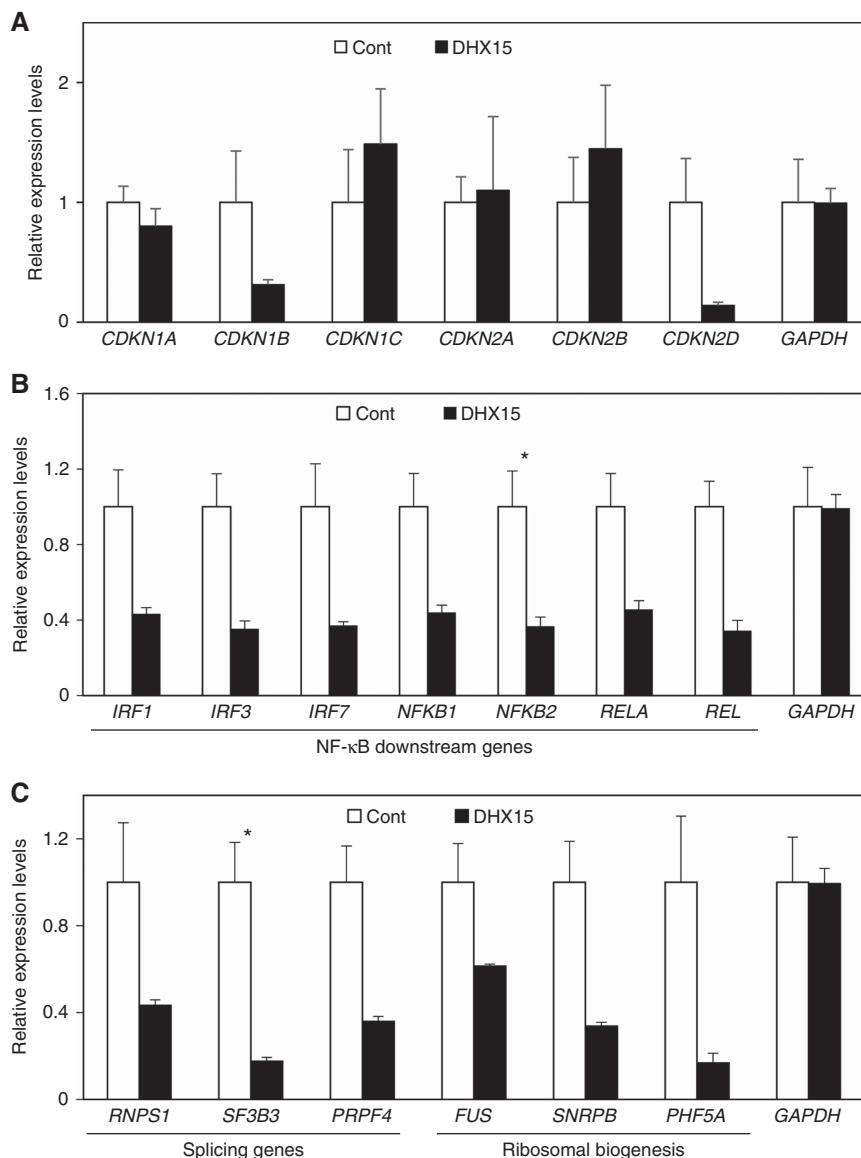 A
Cont DHX15
Relative expression levels
2
1
0
CDKN1A CDKN1B CDKN1C CDKN2A CDKN2B CDKN2D GAPDH
B
1.6
Cont DHX15
Relative expression levels
1.2
*
0.8
0.4
0
IRF1 IRF3 IRF7 NFKB1 NFKB2 RELA REL GAPDH
NF-κB downstream genes
C
Cont DHX15
Relative expression levels
1.2
*
0.8
0.4
0
RNPS1 SF3B3 PRPF4 FUS SNRPB PHF5A GAPDH
Splicing genes Ribosomal biogenesis